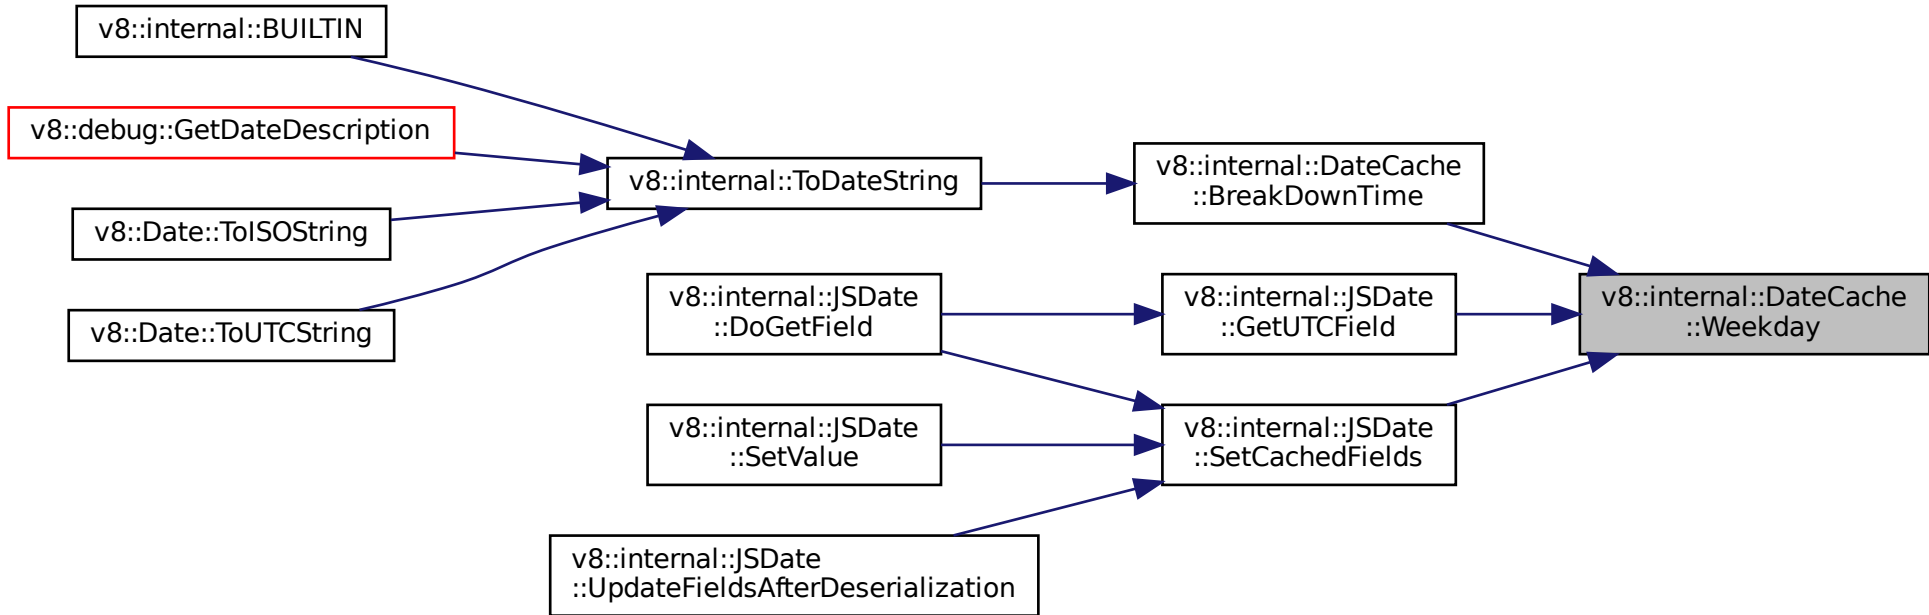 v8::internal::BUILTIN
v8::debug::GetDateDescription
v8::Date::ToISOString
v8::Date::ToUTCString
v8::internal::ToDateString
v8::internal::JSDate
::DoGetField
v8::internal::JSDate
::SetValue
v8::internal::JSDate
::UpdateFieldsAfterDeserialization
v8::internal::DateCache
::BreakDownTime
v8::internal::JSDate
::GetUTCField
v8::internal::JSDate
::SetCachedFields
v8::internal::DateCache
::Weekday